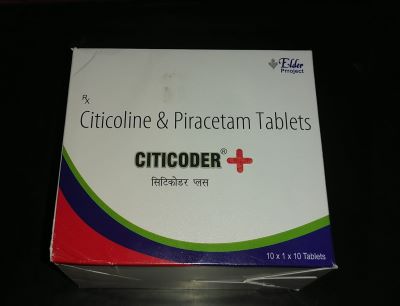 Elder
Project
Rx
Citicoline & Piracetam Tablets
CITICODER® +
सिटिकोडर प्लस
10 x 1 x 10 Tablets